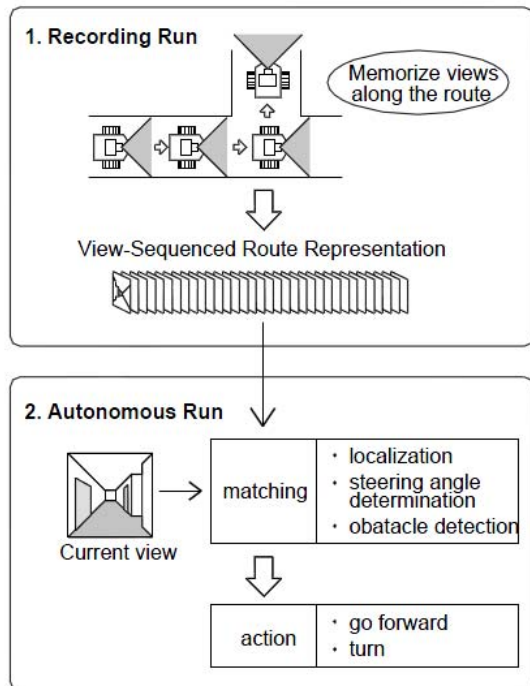 1. Recording Run
Memorize views
along the route
View-Sequenced Route Representation
2. Autonomous Run
Current view
matching
· localization
· steering angle
determination
· obatacle detection
action
· go forward
· turn